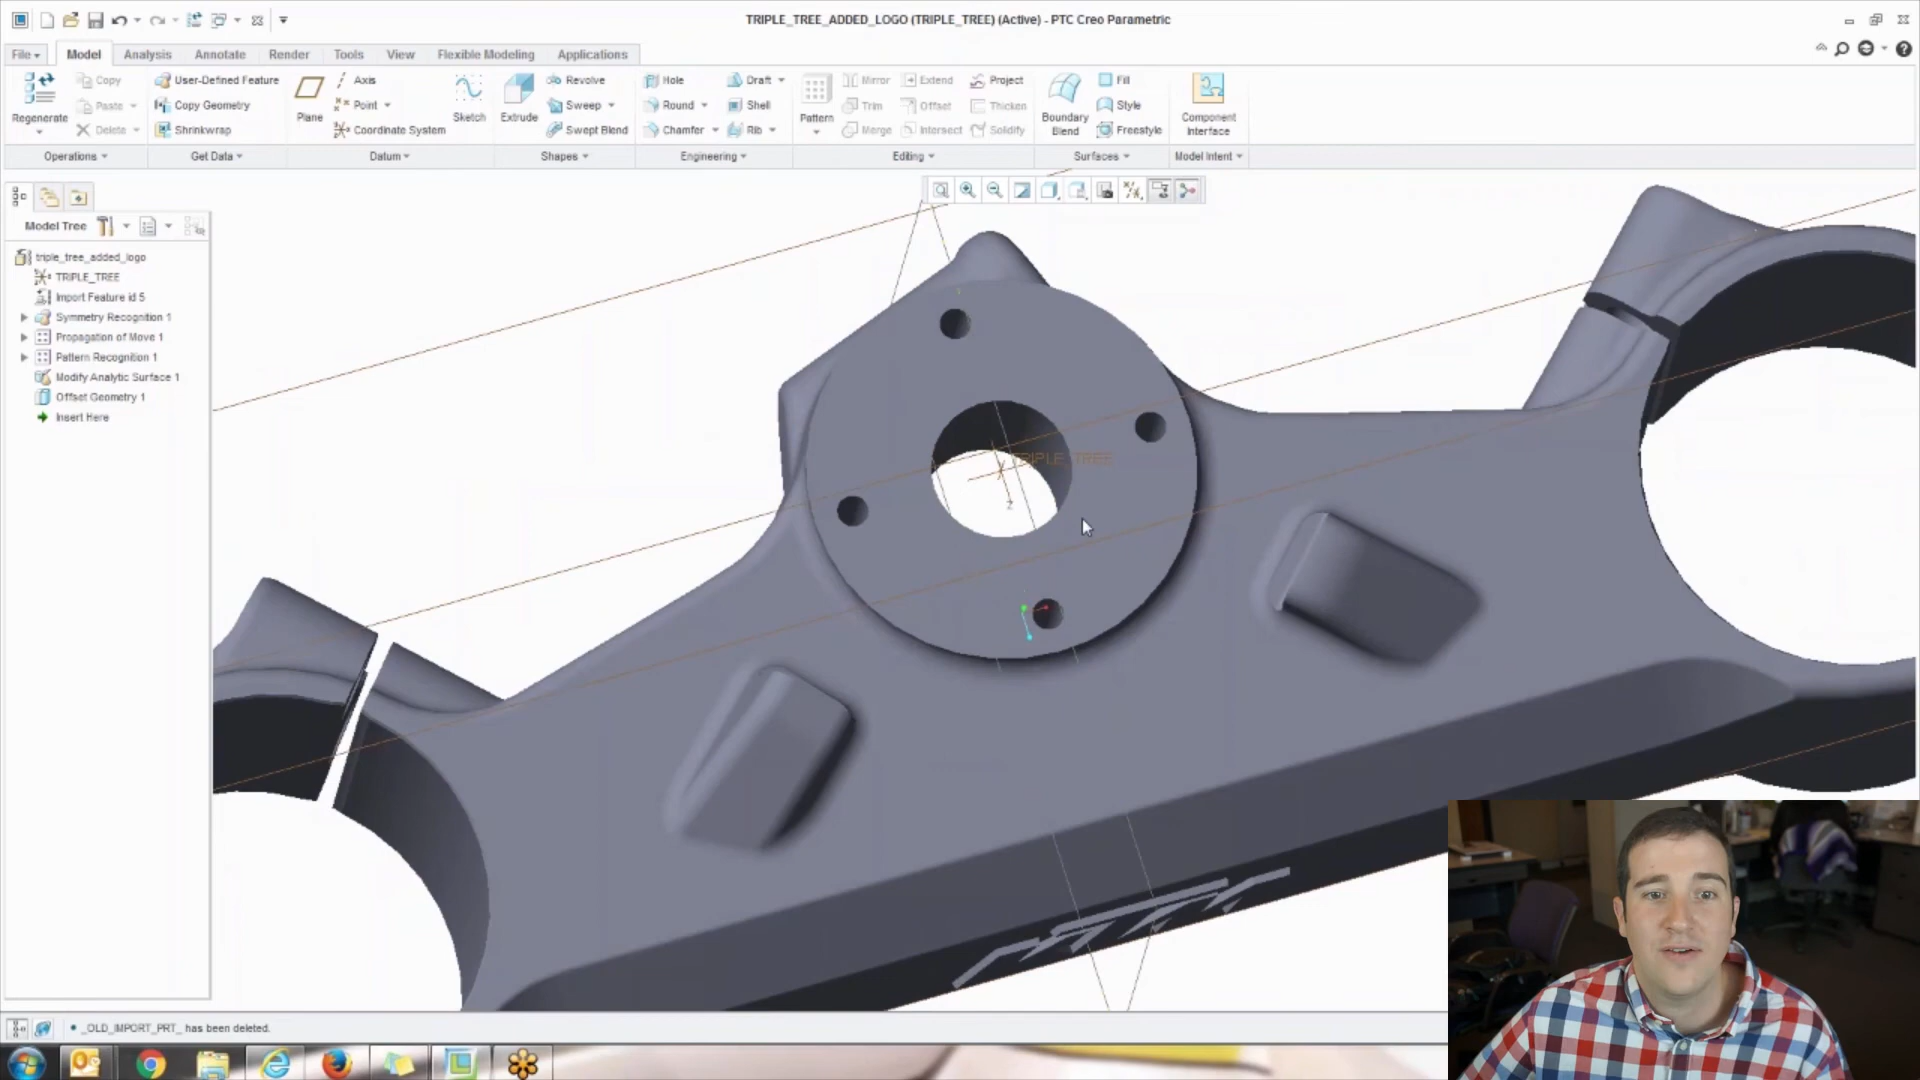 TRIPLE_TREE_ADDED_LOGO (TRIPLE_TREE) (Active) - PTC Creo Parametric
File Model Analysis Annotate Render Tools View Flexible Modeling Applications
Regenerate
Copy
Paste
Delete
User-Defined Feature
Copy Geometry
Shrinkwrap
Plane
Axis
Point
Coordinate System
Sketch
Extrude
Revolve
Sweep
Swept Blend
Hole
Round
Chamfer
Draft
Shell
Rib
Pattern
Mirror
Trim
Merge
Extend
Offset
Intersect
Project
Thicken
Solidify
Boundary
Blend
Fill
Style
Freestyle
Component
Interface
Operations Get Data Datum Shapes Engineering Editing Surfaces Model Intent
Model Tree
triple_tree_added_logo
TRIPLE_TREE
Import Feature id 5
Symmetry Recognition 1
Propagation of Move 1
Pattern Recognition 1
Modify Analytic Surface 1
Offset Geometry 1
Insert Here
TRIPLE_TREE
Z
_OLD_IMPORT_PRT_ has been deleted.